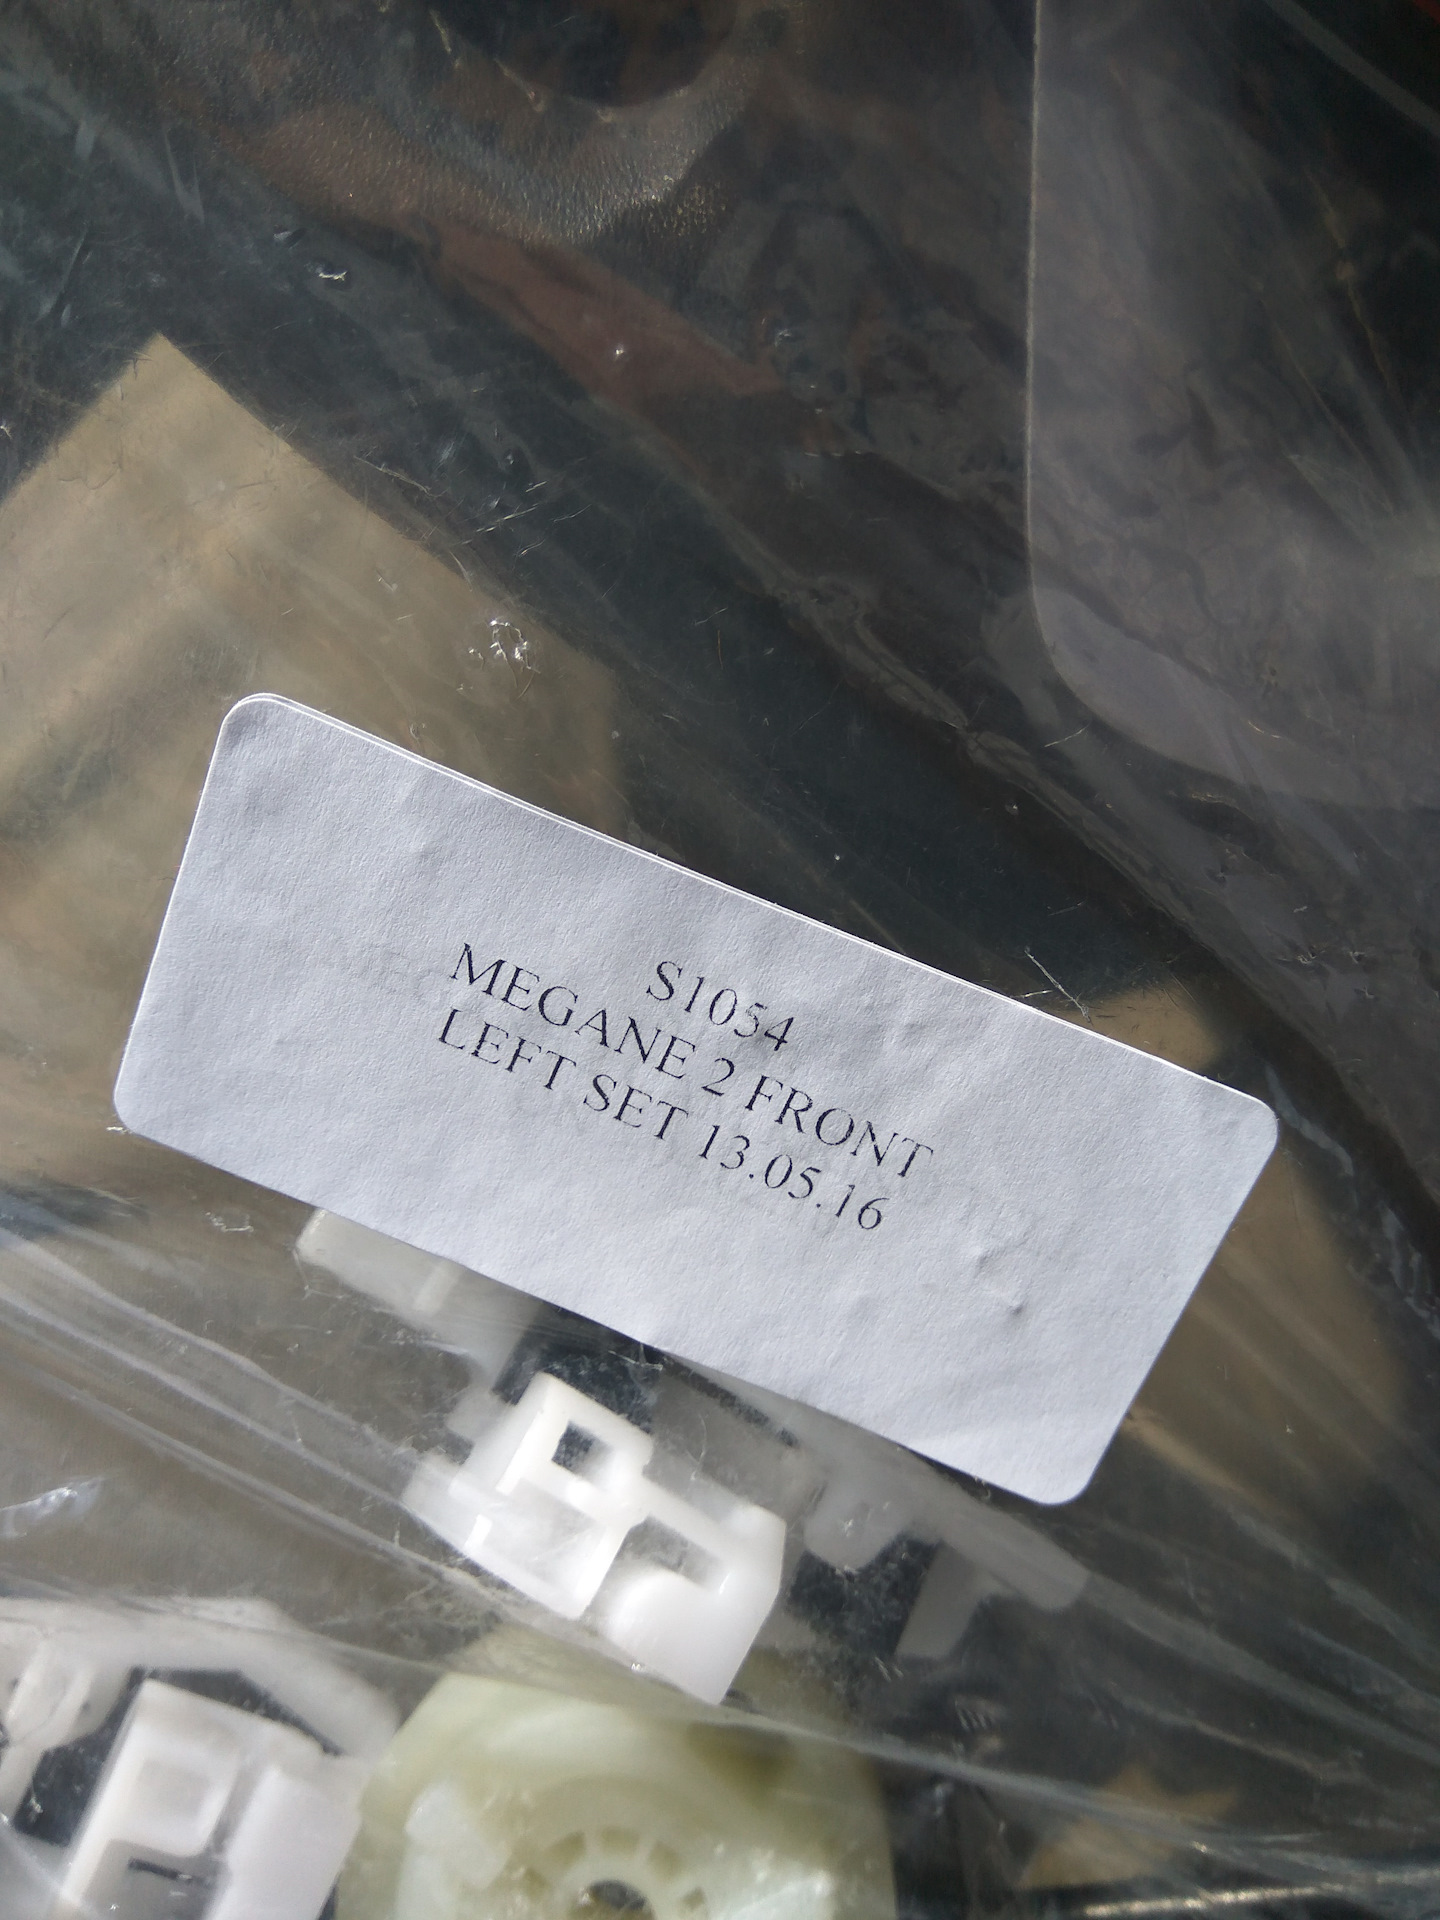 S1054
MEGANE 2 FRONT
LEFT SET 13.05.16